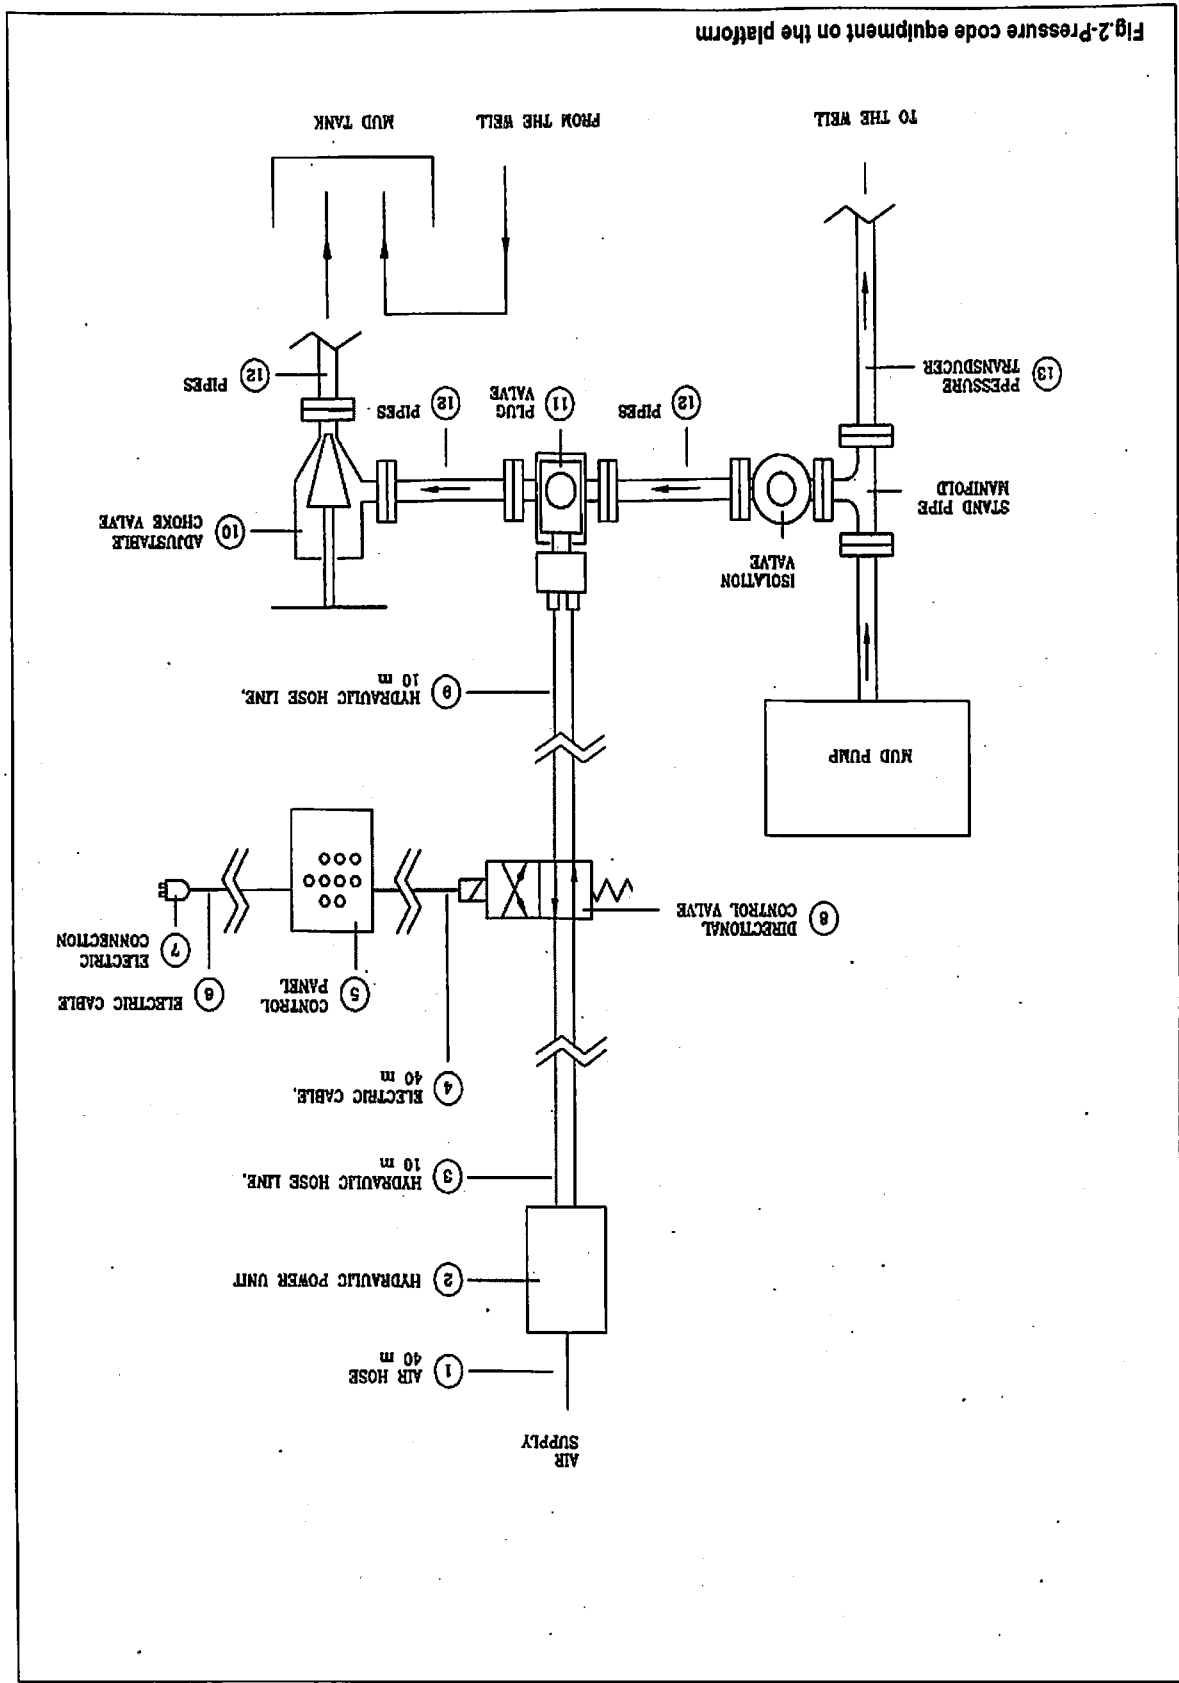 AIR
SUPPLY
1 AIR HOSE
40 m
2 HYDRAULIC POWER UNIT
3 HYDRAULIC HOSE LINE,
10 m
4 ELECTRIC CABLE,
40 m
5 CONTROL
PANEL
6 ELECTRIC CABLE
7 ELECTRIC
CONNECTION
8 DIRECTIONAL
CONTROL VALVE
MUD PUMP
9 HYDRAULIC HOSE LINE,
10 m
ISOLATION
VALVE
10 ADJUSTABLE
CHOKE VALVE
STAND PIPE
MANIFOLD
12 PIPES
11 PLUG
VALVE
12 PIPES
12 PIPES
13 PRESSURE
TRANSDUCER
TO THE WELL
FROM THE WELL
MUD TANK
Fig.2-Pressure code equipment on the platform